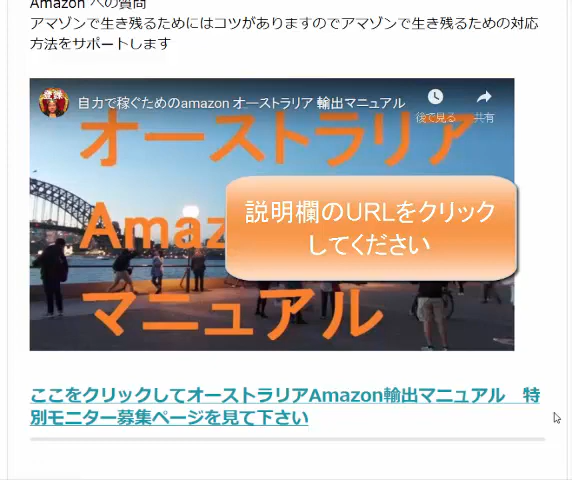 Amazon への質問
アマゾンで生き残るためにはコツがありますのでアマゾンで生き残るための対応
方法をサポートします
自力で稼ぐためのamazon オーストラリア 輸出マニュアル
後で見る
共有
オーストラリア
Amaz
説明欄のURLをクリック
してください
マニュアル
ここをクリックしてオーストラリアAmazon輸出マニュアル　特
別モニター募集ページを見て下さい